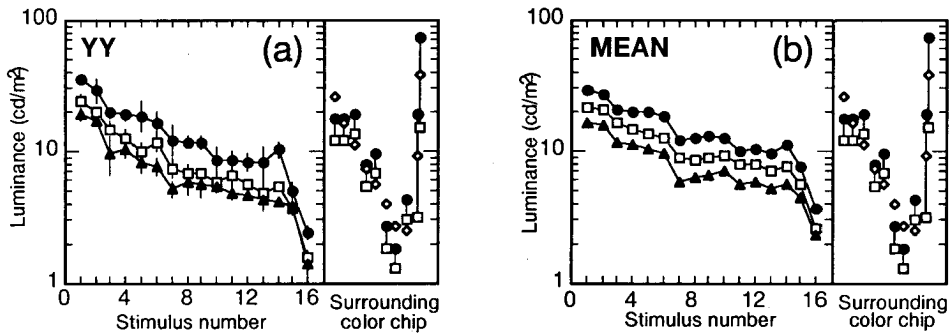 100
10
1
Luminance (cd/m²)
YY
(a)
0 4 8 12 16
Stimulus number
Surrounding
color chip
100
10
1
Luminance (cd/m²)
MEAN
(b)
0 4 8 12 16
Stimulus number
Surrounding
color chip